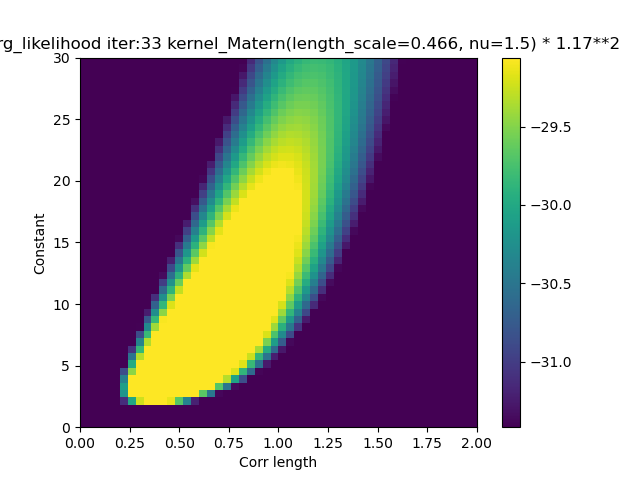 rg_likelihood iter:33 kernel_Matern(length_scale=0.466, nu=1.5) * 1.17**2
30
25
20
15
10
5
0
Constant
0.00 0.25 0.50 0.75 1.00 1.25 1.50 1.75 2.00
Corr length
−29.5
−30.0
−30.5
−31.0